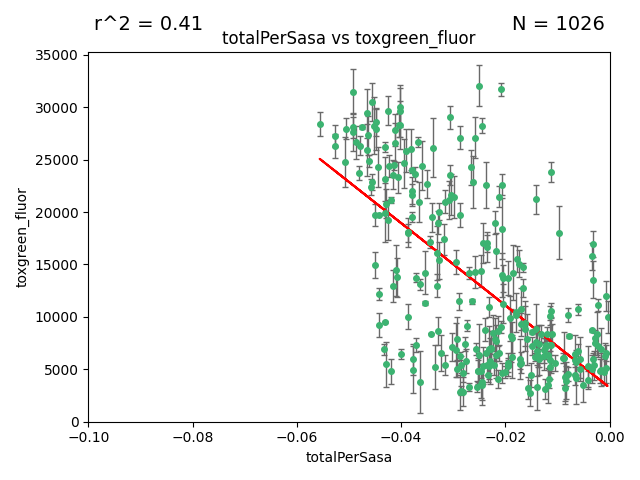 r^2 = 0.41 N = 1026
totalPerSasa vs toxgreen_fluor
35000
30000
25000
20000
15000
10000
5000
0
toxgreen_fluor
−0.10 −0.08 −0.06 −0.04 −0.02 0.00
totalPerSasa